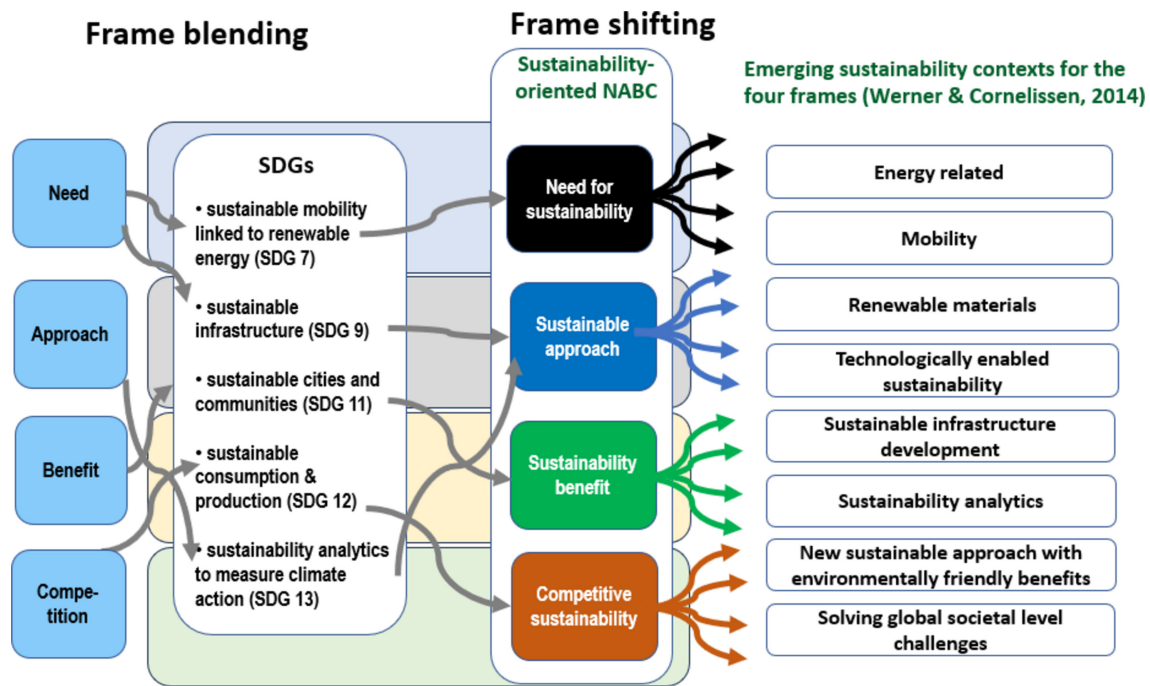 Frame blending
Frame shifting
Sustainability-
oriented NABC
Emerging sustainability contexts for the
four frames (Werner & Cornelissen, 2014)
Need
Approach
Benefit
Compe-
tition
SDGs
• sustainable mobility
linked to renewable
energy (SDG 7)
• sustainable
infrastructure (SDG 9)
• sustainable cities and
communities (SDG 11)
• sustainable
consumption &
production (SDG 12)
• sustainability analytics
to measure climate
action (SDG 13)
Need for
sustainability
Sustainable
approach
Sustainability
benefit
Competitive
sustainability
Energy related
Mobility
Renewable materials
Technologically enabled
sustainability
Sustainable infrastructure
development
Sustainability analytics
New sustainable approach with
environmentally friendly benefits
Solving global societal level
challenges